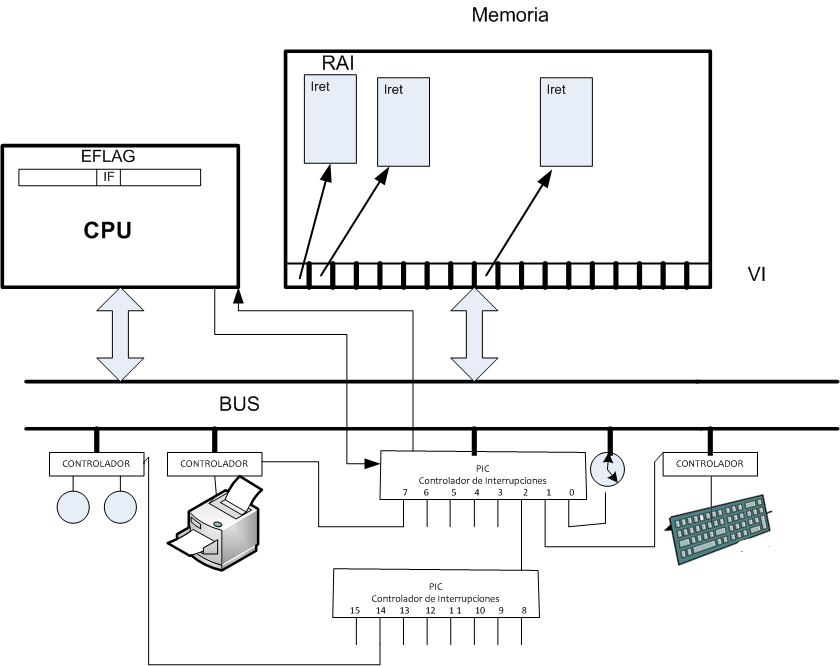 Memoria
RAI
Iret
Iret
Iret
EFLAG
IF
CPU
VI
BUS
CONTROLADOR
CONTROLADOR
PIC
Controlador de Interrupciones
7 6 5 4 3 2 1 0
CONTROLADOR
PIC
Controlador de Interrupciones
15 14 13 12 11 10 9 8